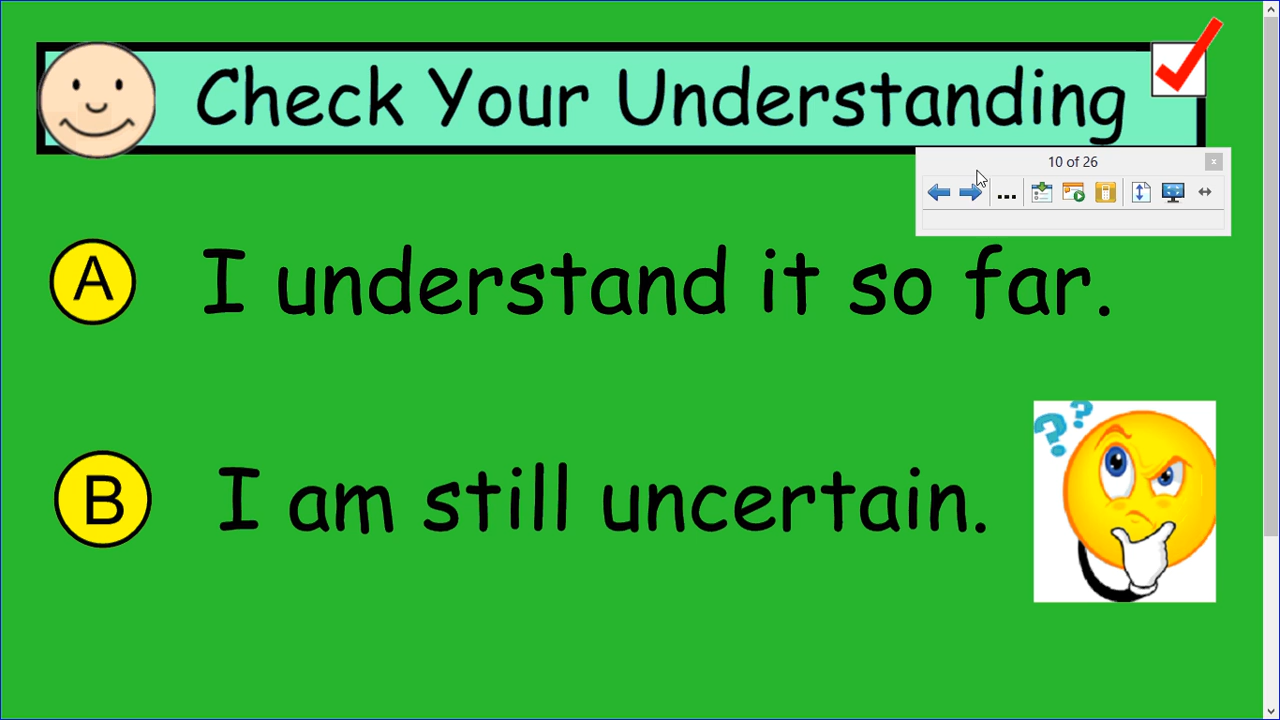 Check Your Understanding
10 of 26
A I understand it so far.
??
B I am still uncertain.